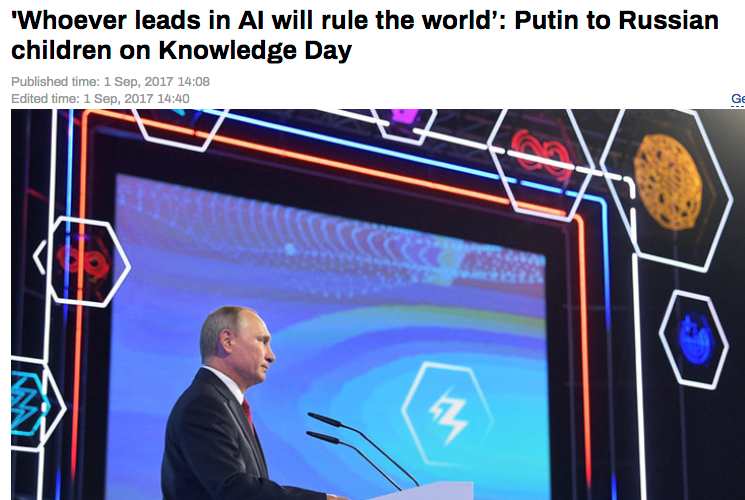 'Whoever leads in AI will rule the world’: Putin to Russian
children on Knowledge Day
Published time: 1 Sep, 2017 14:08
Edited time: 1 Sep, 2017 14:40
Ge